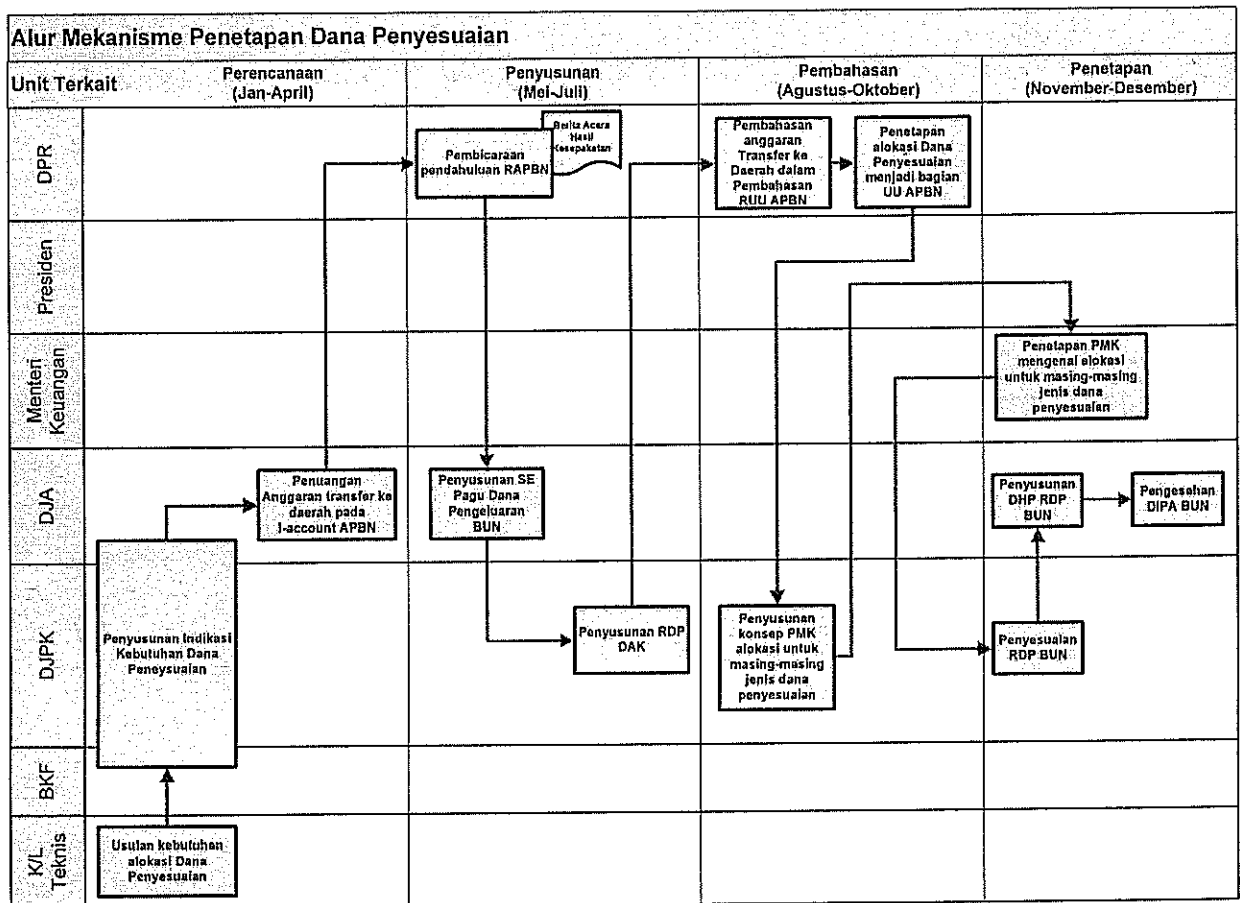 Alur Mekanisme Penetapan Dana Penyesuaian
Unit Terkait
Perencanaan
(Jan-April)
Penyusunan
(Mei-Juli)
Pembahasan
(Agustus-Oktober)
Penetapan
(November-Desember)
DPR
Pembicaraan
pendahuluan RAPBN
Berita Acara
Hasil
Kesepakatan
Pembahasan
anggaran
Transfer ke
Daerah dalam
Pembahasan
RUU APBN
Penetapan
alokasi Dana
Penyesuaian
menjadi bagian
UU APBN
Presiden
Menteri
Keuangan
Penetapan PMK
mengenai alokasi
untuk masing-masing
jenis dana
penyesuaian
DJA
Penuangan
Anggaran transfer ke
daerah pada
I-account APBN
Penyusunan SE
Pagu Dana
Pengeluaran
BUN
Penyusunan
DHP RDP
BUN
Pengesahan
DIPA BUN
DJPK
Penyusunan Indikasi
Kebutuhan Dana
Peneysuaian
Penyusunan RDP
DAK
Penyusunan
konsep PMK
alokasi untuk
masing-masing
jenis dana
penyesuaian
Penyesuaian
RDP BUN
BKF
K/L
Teknis
Usulan kebutuhan
alokasi Dana
Penyesuaian